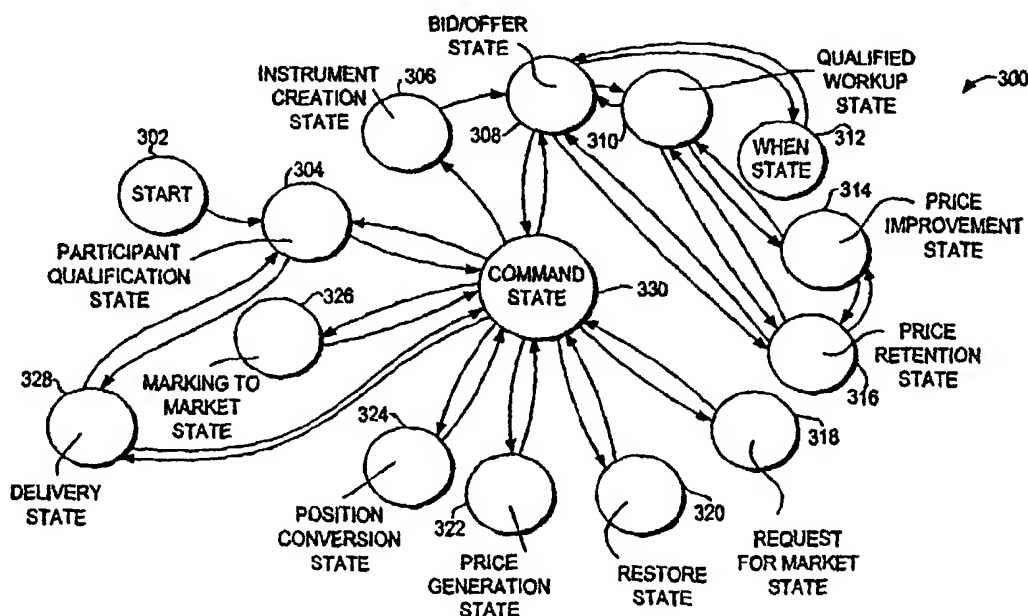 BID/OFFER
STATE
QUALIFIED
WORKUP
STATE
300
306
INSTRUMENT
CREATION
STATE
308
310
312
WHEN
STATE
302
START
304
314
PRICE
IMPROVEMENT
STATE
PARTICIPANT
QUALIFICATION
STATE
COMMAND
STATE
330
326
PRICE
RETENTION
STATE
316
328
MARKING TO
MARKET
STATE
318
324
DELIVERY
STATE
POSITION
CONVERSION
STATE
322
PRICE
GENERATION
STATE
320
RESTORE
STATE
REQUEST
FOR MARKET
STATE